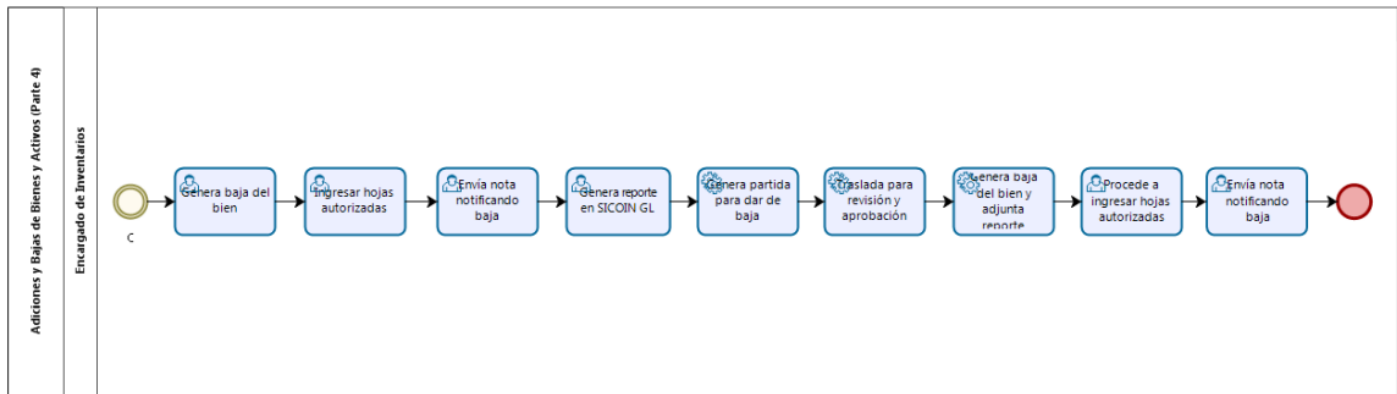 Adiciones y Bajas de Bienes y Activos (Parte 4)
Encargado de Inventarios
C
Genera baja del
bien
Ingresar hojas
autorizadas
Envía nota
notificando
baja
Genera reporte
en SICOIN GL
Genera partida
para dar de
baja
Traslada para
revisión y
aprobación
Genera baja
del bien y
adjunta
reporte
Procede a
ingresar hojas
autorizadas
Envía nota
notificando
baja